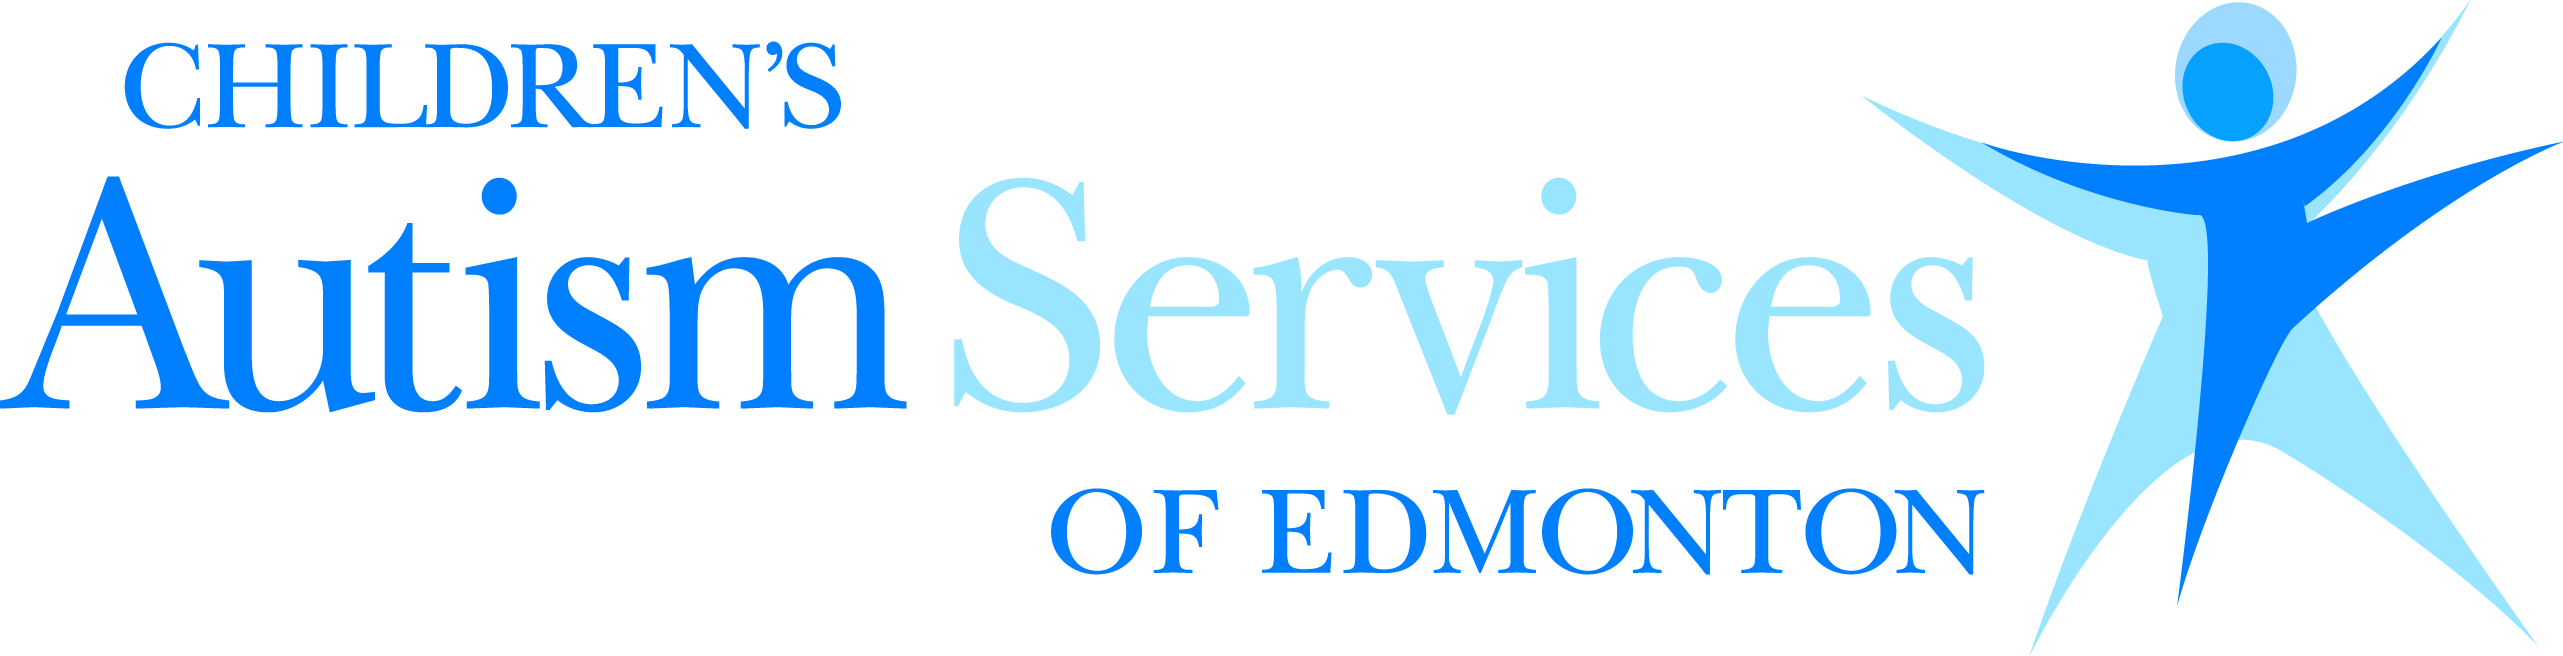 CHILDREN’S
Autism Services
OF EDMONTON